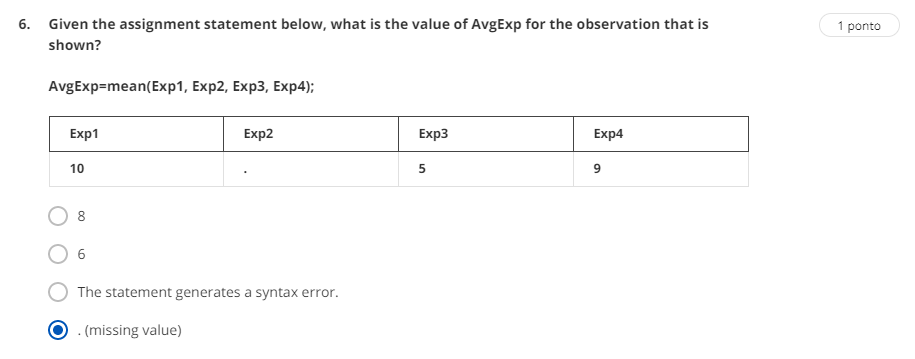 6. Given the assignment statement below, what is the value of AvgExp for the observation that is
shown?
1 ponto
AvgExp=mean(Exp1, Exp2, Exp3, Exp4);
Exp1 Exp2 Exp3 Exp4
10 . 5 9
8
6
The statement generates a syntax error.
. (missing value)